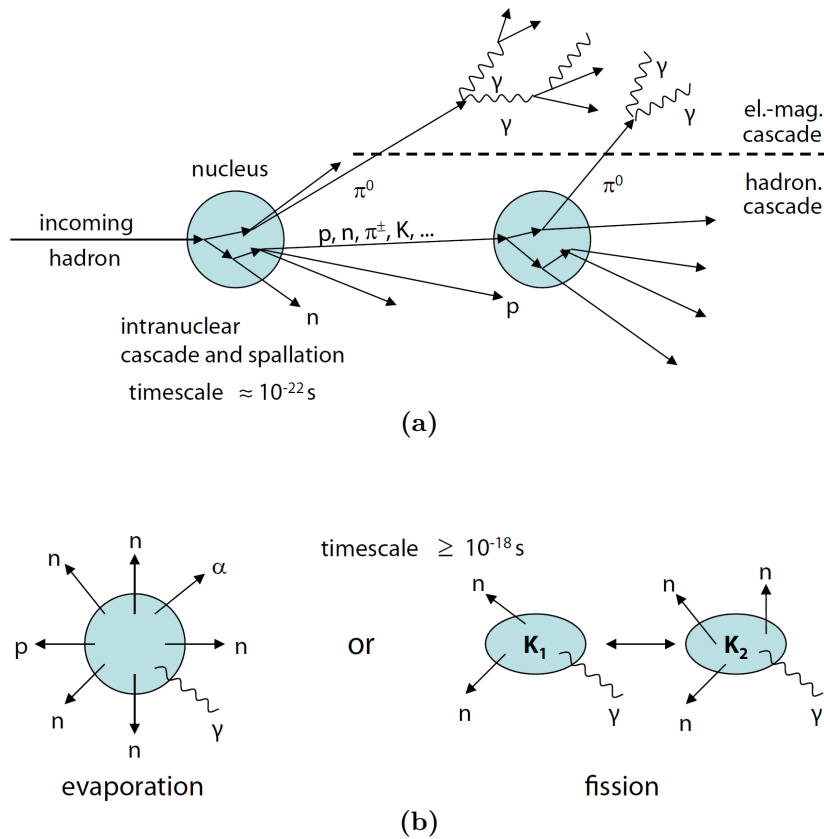 γ
γ
γ
γ
el.-mag.
cascade
nucleus
π⁰
π⁰
hadron.
cascade
incoming
hadron
p, n, π±, K, ...
n
p
intranuclear
cascade and spallation
timescale ≈ 10⁻²² s
(a)
timescale ≥ 10⁻¹⁸ s
n
n
α
p
n
n
n
γ
or
n
K₁
n
γ
n
n
K₂
n
γ
evaporation
fission
(b)